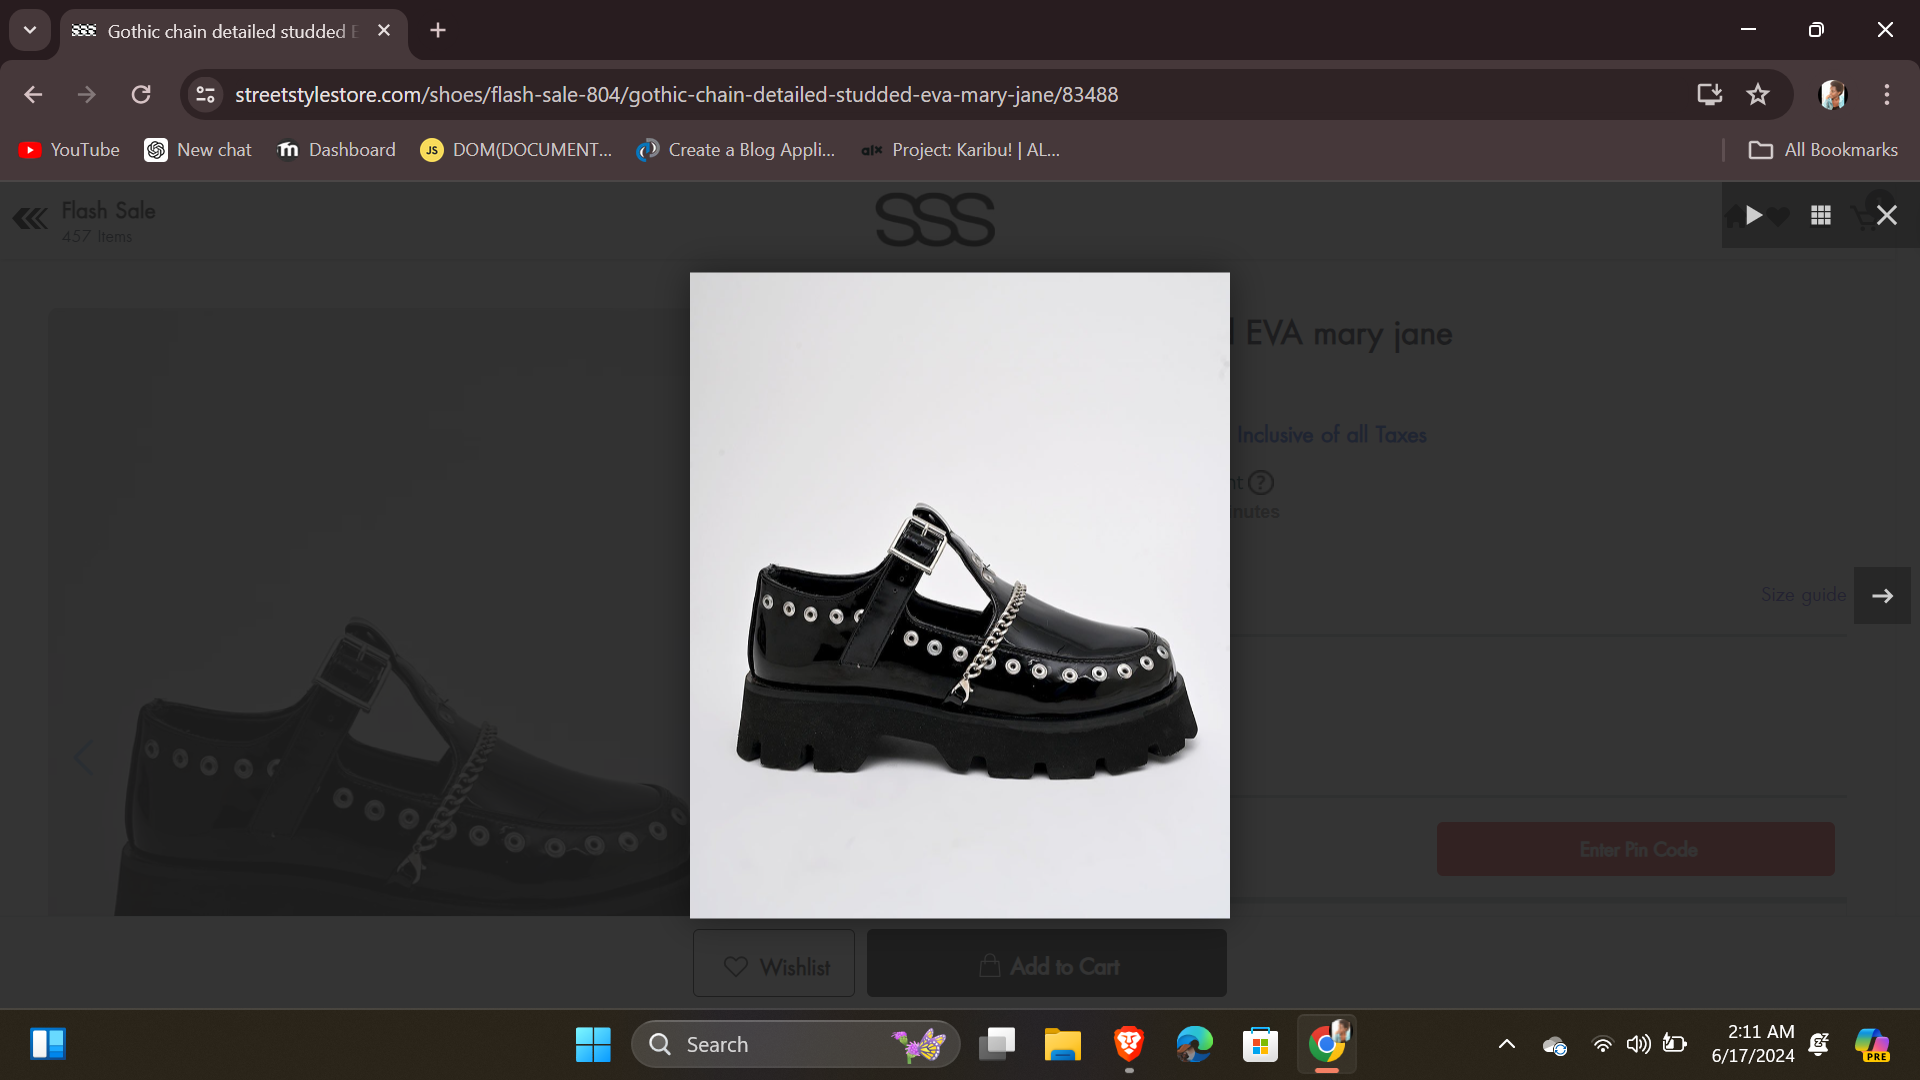 Gothic chain detailed studded E
streetstylestore.com/shoes/flash-sale-804/gothic-chain-detailed-studded-eva-mary-jane/83488
YouTube
New chat
Dashboard
JS
DOM(DOCUMENT...
Create a Blog Appli...
alx
Project: Karibu! | AL...
All Bookmarks
Flash Sale
457 Items
SSS
EVA mary jane
Inclusive of all Taxes
nt ?
nutes
Size guide
Enter Pin Code
Wishlist
Add to Cart
Search
2:11 AM
6/17/2024
PRE